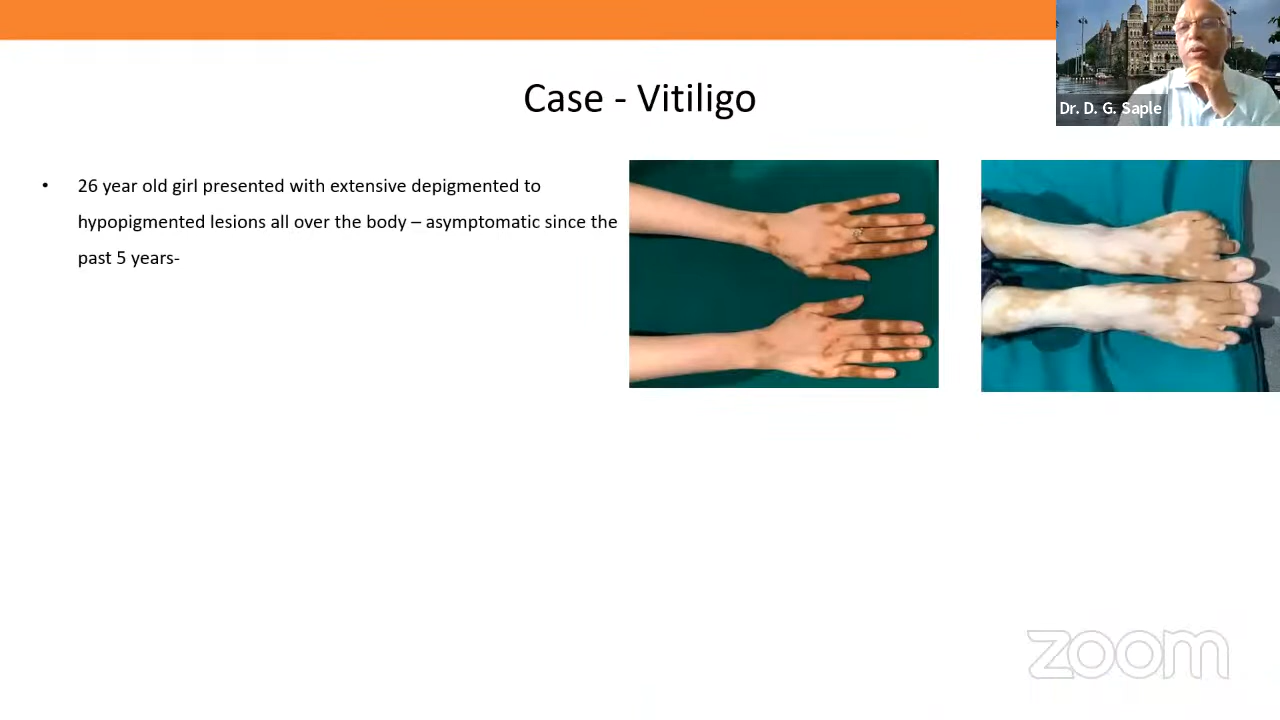 Dr. D. G. Saple
Case - Vitiligo
• 26 year old girl presented with extensive depigmented to
hypopigmented lesions all over the body – asymptomatic since the
past 5 years-
zoom